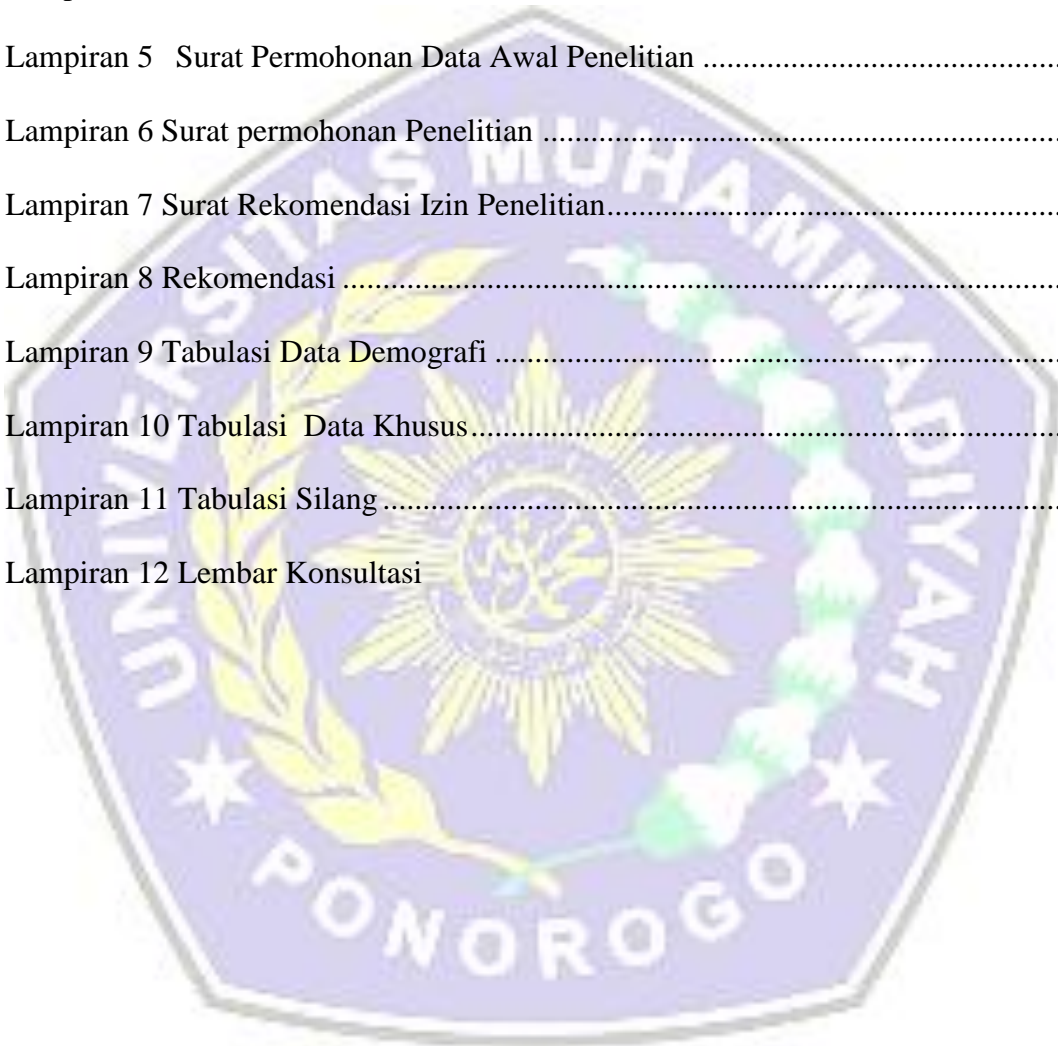 Lampiran 5 Surat Permohonan Data Awal Penelitian ........................................
Lampiran 6 Surat permohonan Penelitian ........................................................
Lampiran 7 Surat Rekomendasi Izin Penelitian.................................................
Lampiran 8 Rekomendasi ...............................................................................
Lampiran 9 Tabulasi Data Demografi ..............................................................
Lampiran 10 Tabulasi Data Khusus.................................................................
Lampiran 11 Tabulasi Silang ..........................................................................
Lampiran 12 Lembar Konsultasi
UNIVERSITAS MUHAMMADIYAH
PONOROGO